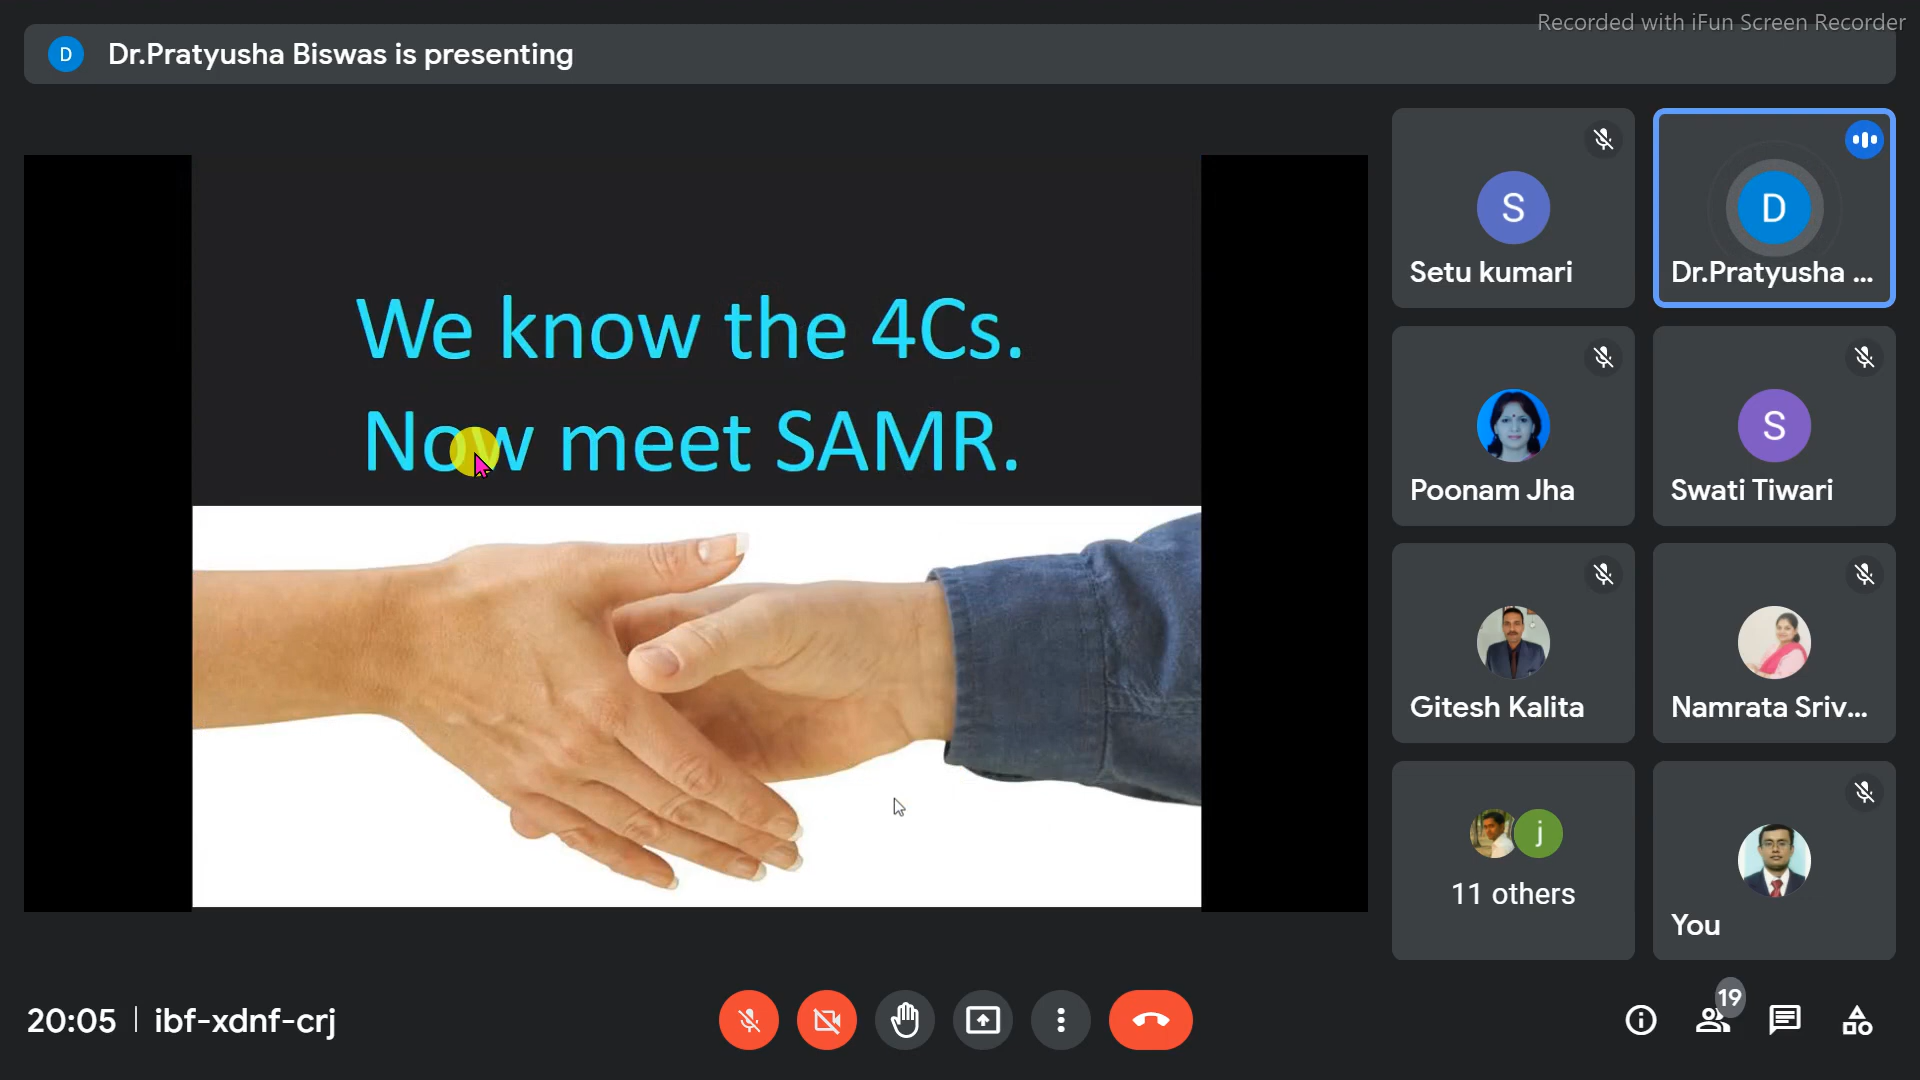 Recorded with iFun Screen Recorder
D
Dr.Pratyusha Biswas is presenting
We know the 4Cs.
Now meet SAMR.
S
Setu kumari
D
Dr.Pratyusha ...
Poonam Jha
S
Swati Tiwari
Gitesh Kalita
Namrata Sriv...
j
11 others
You
20:05 | ibf-xdnf-crj
19